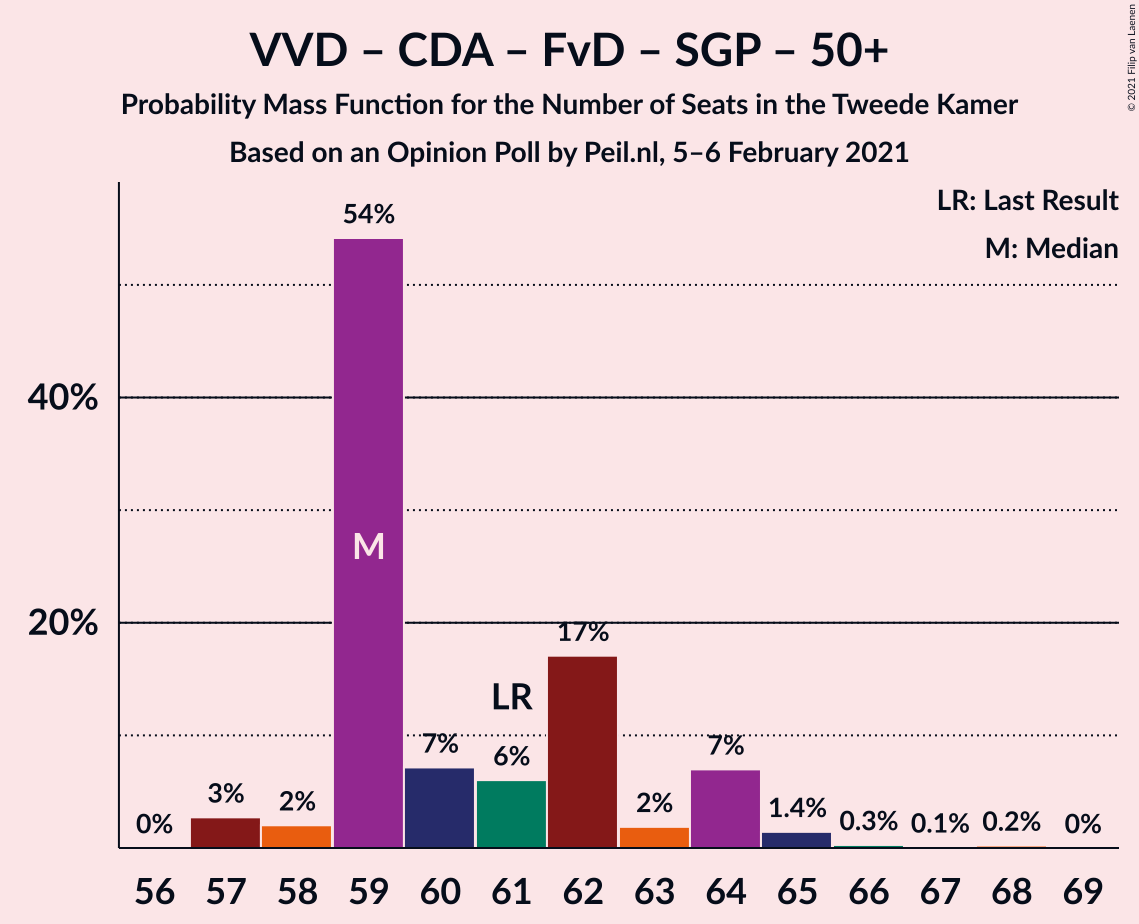 VVD – CDA – FvD – SGP – 50+
Probability Mass Function for the Number of Seats in the Tweede Kamer
Based on an Opinion Poll by Peil.nl, 5–6 February 2021
© 2021 Filip van Laenen
LR: Last Result
M: Median
54%
40%
M
20%
17%
LR
7%
6%
7%
3%
2%
2%
1.4%
0%
0.3%
0.1%
0.2%
0%
56 57 58 59 60 61 62 63 64 65 66 67 68 69